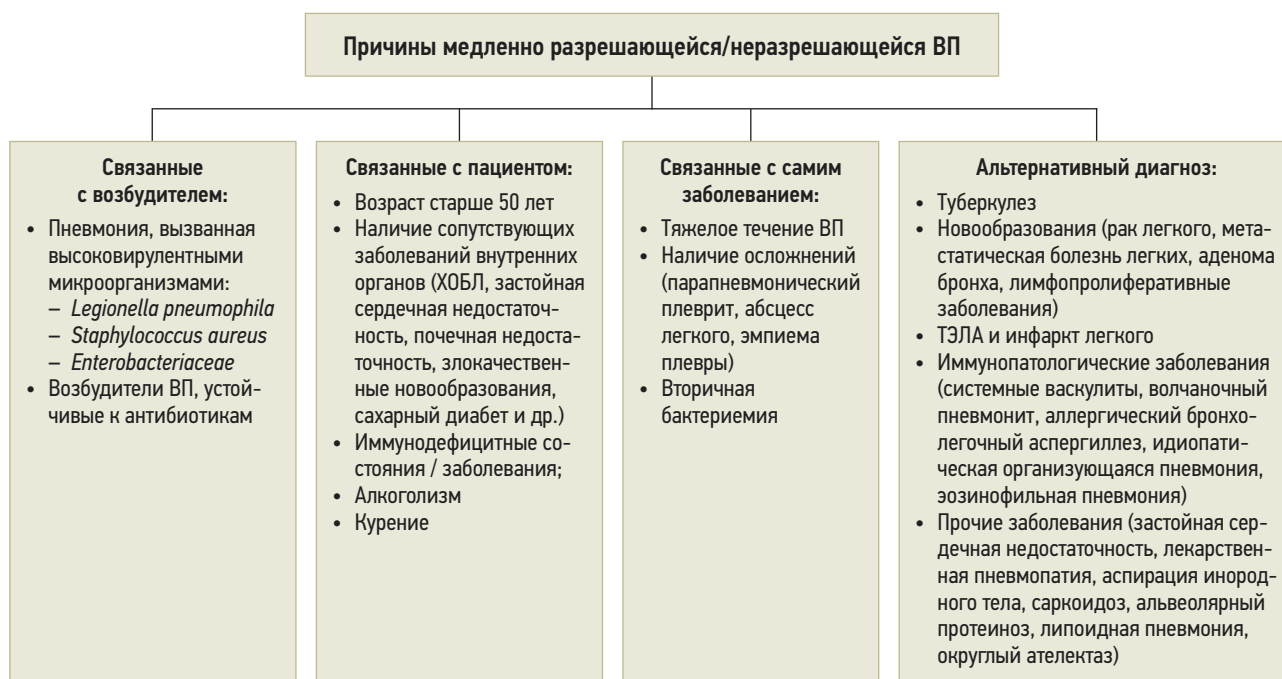 Причины медленно разрешающейся/неразрешающейся ВП
Связанные
с возбудителем:
• Пневмония, вызванная
высоковирулентными
микроорганизмами:
– Legionella pneumophila
– Staphylococcus aureus
– Enterobacteriaceae
• Возбудители ВП, устой-
чивые к антибиотикам
Связанные с пациентом:
• Возраст старше 50 лет
• Наличие сопутствующих
заболеваний внутренних
органов (ХОБЛ, застойная
сердечная недостаточ-
ность, почечная недоста-
точность, злокачествен-
ные новообразования,
сахарный диабет и др.)
• Иммунодефицитные со-
стояния / заболевания;
• Алкоголизм
• Курение
Связанные с самим
заболеванием:
• Тяжелое течение ВП
• Наличие осложнений
(парапневмонический
плеврит, абсцесс
легкого, эмпиема
плевры)
• Вторичная
бактериемия
Альтернативный диагноз:
• Туберкулез
• Новообразования (рак легкого, мета-
статическая болезнь легких, аденома
бронха, лимфопролиферативные
заболевания)
• ТЭЛА и инфаркт легкого
• Иммунопатологические заболевания
(системные васкулиты, волчаночный
пневмонит, аллергический бронхо-
легочный аспергиллез, идиопати-
ческая организующаяся пневмония,
эозинофильная пневмония)
• Прочие заболевания (застойная сер-
дечная недостаточность, лекарствен-
ная пневмопатия, аспирация инород-
ного тела, саркоидоз, альвеолярный
протеиноз, липоидная пневмония,
округлый ателектаз)